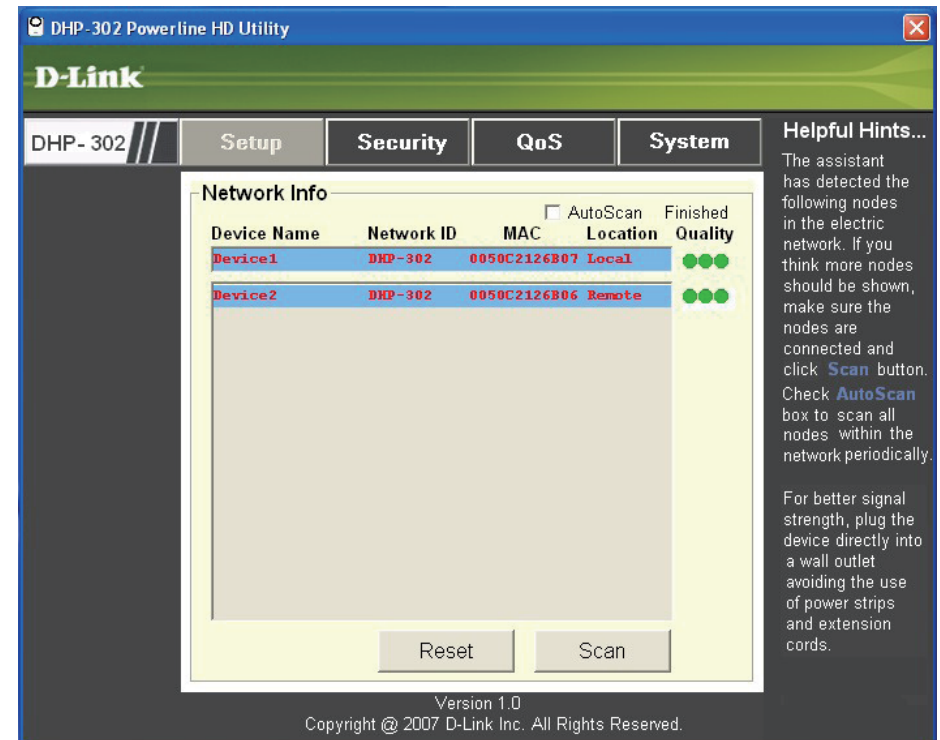 DHP-302 Powerline HD Utility
D-Link
DHP- 302
Setup Security QoS System
Network Info
AutoScan Finished
Device Name Network ID MAC Location Quality
Device1 DHP-302 0050C2126B07 Local
Device2 DHP-302 0050C2126B06 Remote
Reset Scan
Helpful Hints...
The assistant
has detected the
following nodes
in the electric
network. If you
think more nodes
should be shown,
make sure the
nodes are
connected and
click Scan button.
Check AutoScan
box to scan all
nodes within the
network periodically.
For better signal
strength, plug the
device directly into
a wall outlet
avoiding the use
of power strips
and extension
cords.
Version 1.0
Copyright @ 2007 D-Link Inc. All Rights Reserved.